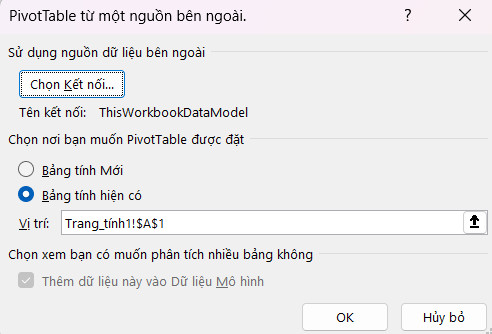 PivotTable từ một nguồn bên ngoài.
Sử dụng nguồn dữ liệu bên ngoài
Chọn Kết nối...
Tên kết nối: ThisWorkbookDataModel
Chọn nơi bạn muốn PivotTable được đặt
Bảng tính Mới
Bảng tính hiện có
Vị trí: Trang_tính1!$A$1
Chọn xem bạn có muốn phân tích nhiều bảng không
Thêm dữ liệu này vào Dữ liệu Mô hình
OK Hủy bỏ